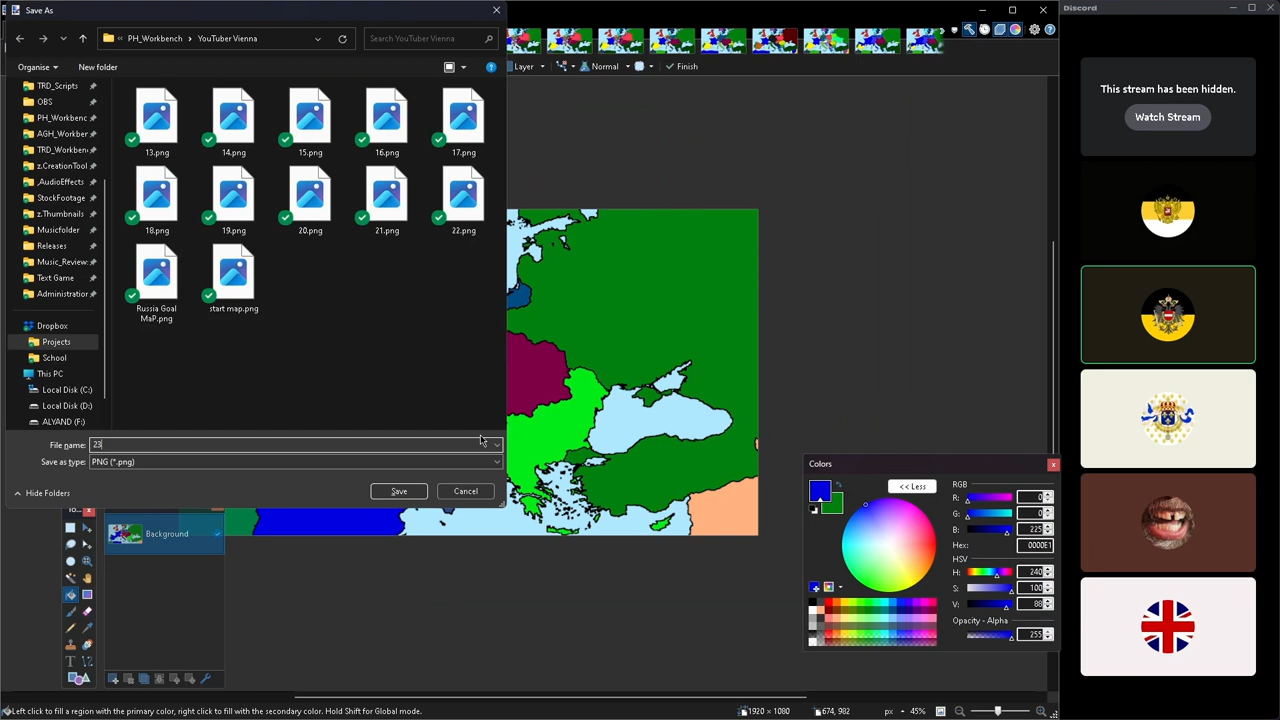 Save As
PH_Workbench
YouTuber Vienna
Search YouTuber Vienna
Organise
New folder
TRD_Scripts
OBS
PH_Workbenc
AGH_Workber
TRD_Workben
z.CreationTool
,AudioEffects
StockFootage
z.Thumbnails
Musicfolder
Releases
Music_Review
Text Game
Administration
Dropbox
Projects
School
This PC
Local Disk (C:)
Local Disk (D:)
ALYAND (F:)
13.png
14.png
15.png
16.png
17.png
18.png
19.png
20.png
21.png
22.png
Russia Goal
MaP.png
start map.png
File name:
23
Save as type:
PNG (*.png)
Hide Folders
Save
Cancel
Layer
Normal
Finish
Background
Colors
<< Less
RGB
R:
0
G:
0
B:
225
Hex:
0000E1
HSV
H:
240
S:
100
V:
88
Opacity - Alpha
255
Left click to fill a region with the primary color, right click to fill with the secondary color. Hold Shift for Global mode.
1920 × 1080
674, 982
px
45%
Discord
This stream has been hidden.
Watch Stream